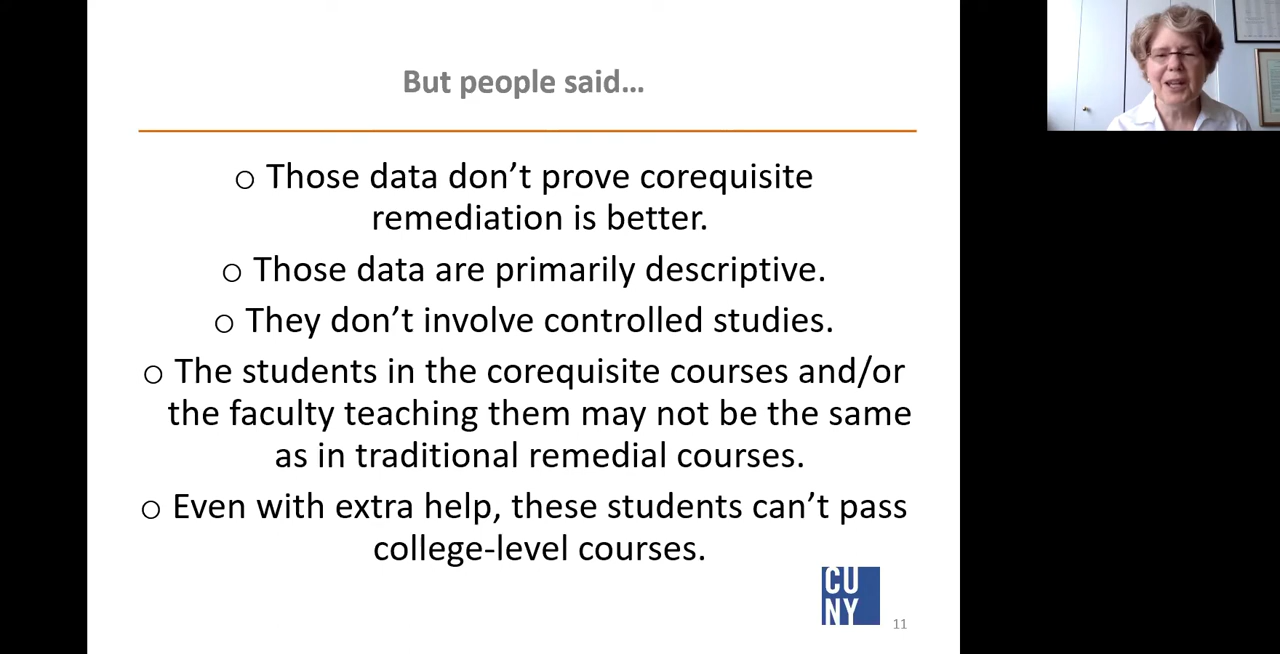 But people said…
○ Those data don’t prove corequisite
remediation is better.
○ Those data are primarily descriptive.
○ They don’t involve controlled studies.
○ The students in the corequisite courses and/or
the faculty teaching them may not be the same
as in traditional remedial courses.
○ Even with extra help, these students can’t pass
college-level courses.
CU
NY
11